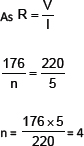 As R = V/I
176/n = 220/5
n = 176 × 5/220 = 4